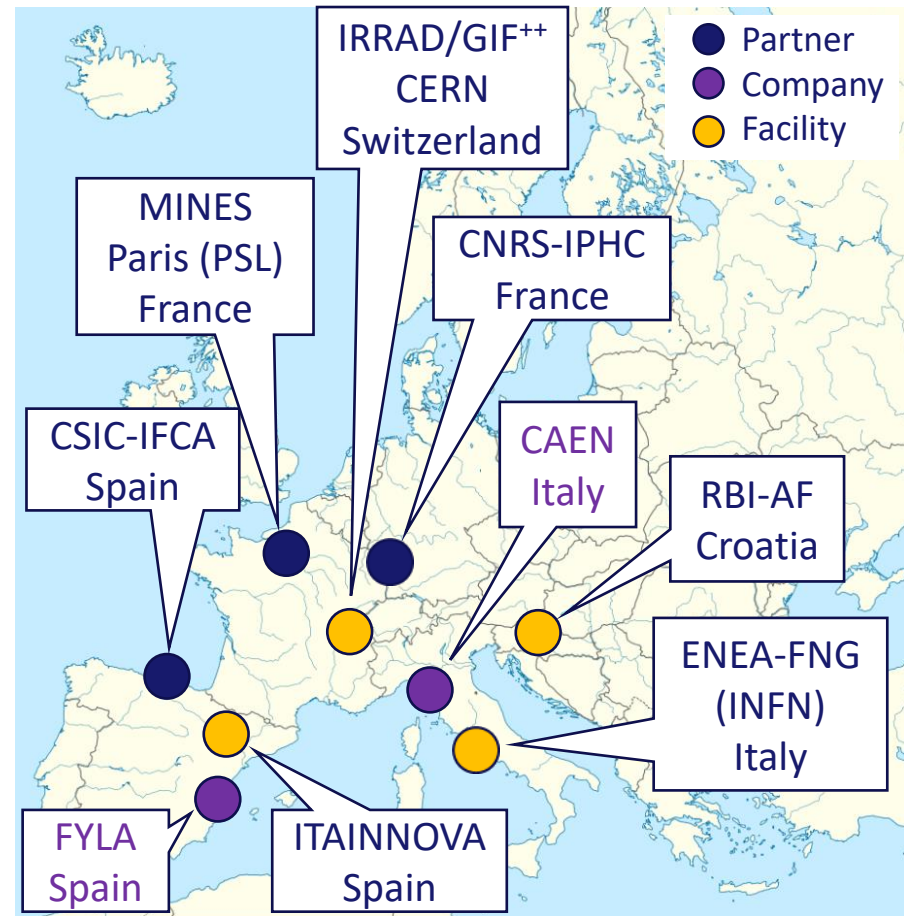 IRRAD/GIF++
CERN
Switzerland
Partner
Company
Facility
MINES
Paris (PSL)
France
CNRS-IPHC
France
CSIC-IFCA
Spain
CAEN
Italy
RBI-AF
Croatia
ENEA-FNG
(INFN)
Italy
FYLA
Spain
ITAINNOVA
Spain